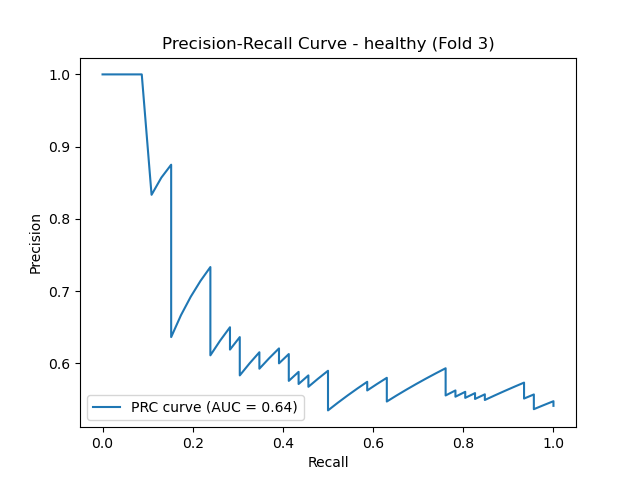 Precision-Recall Curve - healthy (Fold 3)
1.0
0.9
0.8
0.7
0.6
Precision
PRC curve (AUC = 0.64)
0.0 0.2 0.4 0.6 0.8 1.0
Recall